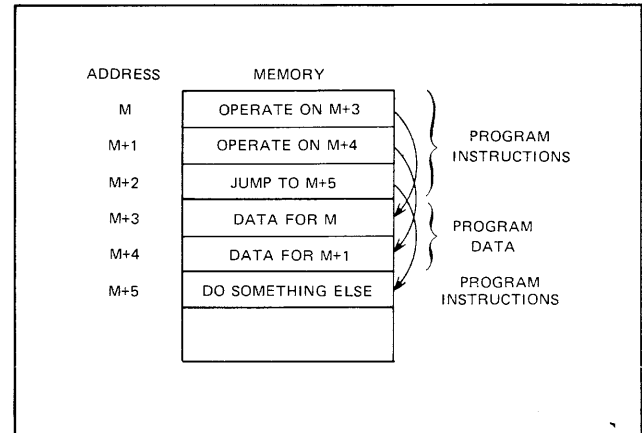 ADDRESS MEMORY
M OPERATE ON M+3
M+1 OPERATE ON M+4
PROGRAM
INSTRUCTIONS
M+2 JUMP TO M+5
M+3 DATA FOR M
PROGRAM
DATA
M+4 DATA FOR M+1
M+5 DO SOMETHING ELSE
PROGRAM
INSTRUCTIONS